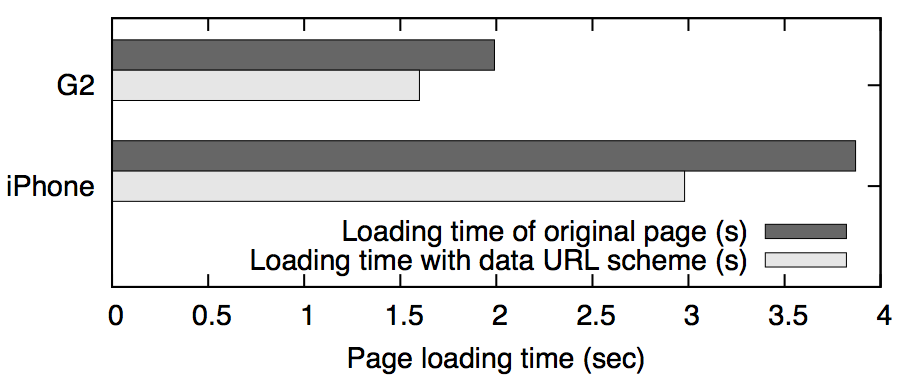 G2
iPhone
Loading time of original page (s)
Loading time with data URL scheme (s)
0 0.5 1 1.5 2 2.5 3 3.5 4
Page loading time (sec)